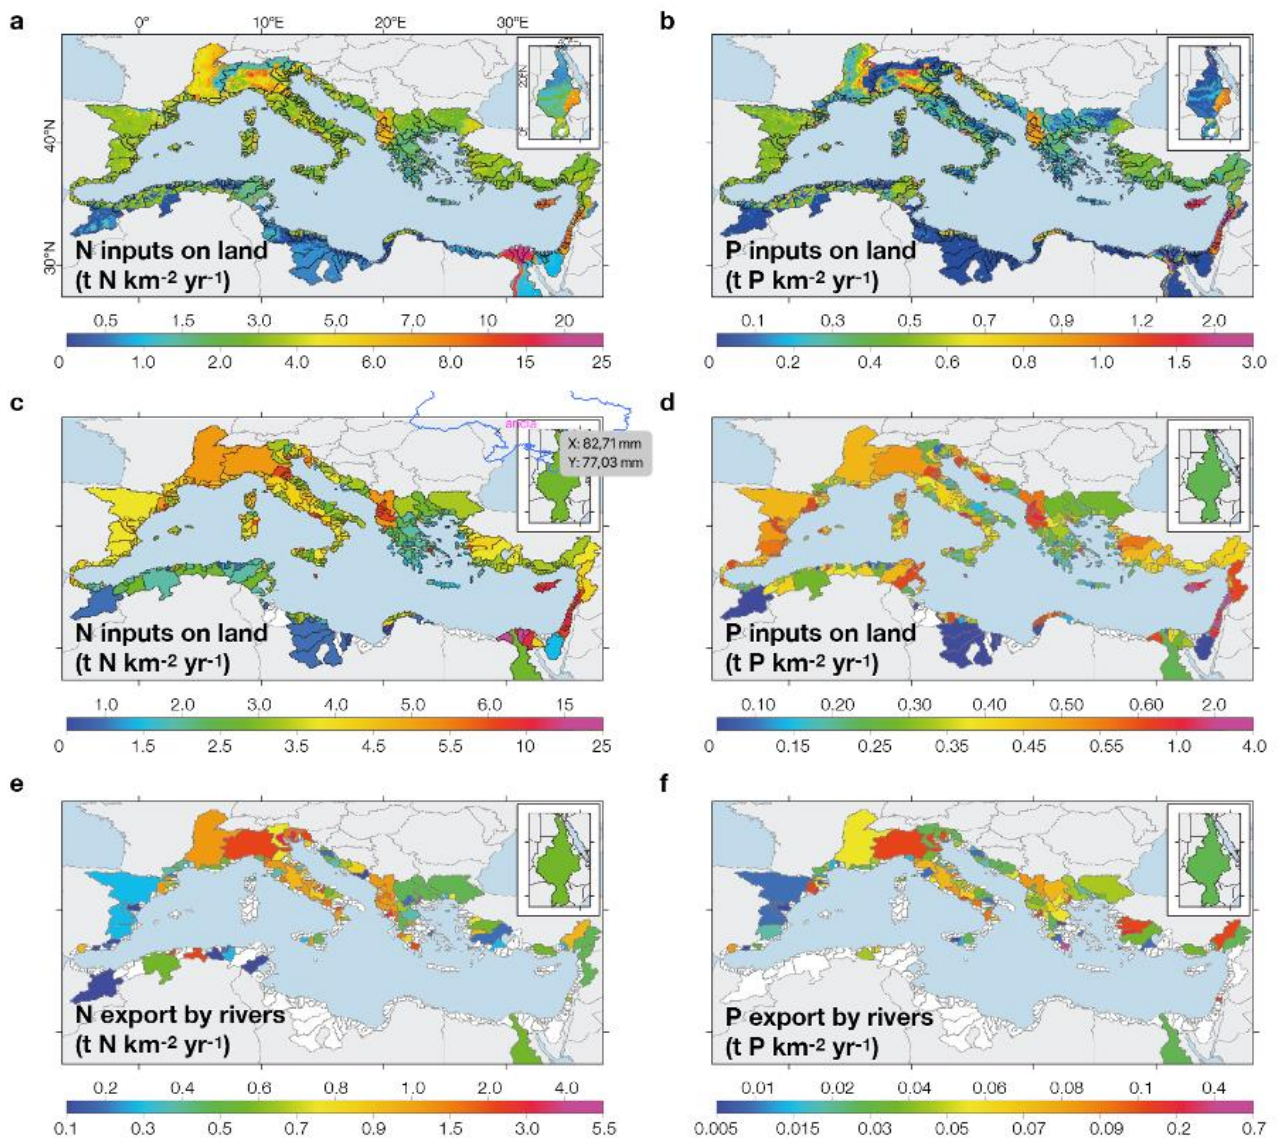 a
b
0° 10°E 20°E 30°E
40°N
30°N
20°N
0°
N inputs on land
(t N km-2 yr-1)
P inputs on land
(t P km-2 yr-1)
0.5 1.5 3.0 5.0 7.0 10 20
0 1.0 2.0 4.0 6.0 8.0 15 25
0.1 0.3 0.5 0.7 0.9 1.2 2.0
0 0.2 0.4 0.6 0.8 1.0 1.5 3.0
c
d
ancia
X: 82,71 mm
Y: 77,03 mm
N inputs on land
(t N km-2 yr-1)
P inputs on land
(t P km-2 yr-1)
1.0 2.0 3.0 4.0 5.0 6.0 15
0 1.5 2.5 3.5 4.5 5.5 10 25
0.10 0.20 0.30 0.40 0.50 0.60 2.0
0 0.15 0.25 0.35 0.45 0.55 1.0 4.0
e
f
N export by rivers
(t N km-2 yr-1)
P export by rivers
(t P km-2 yr-1)
0.2 0.4 0.6 0.8 1.0 2.0 4.0
0.1 0.3 0.5 0.7 0.9 1.5 3.0 5.5
0.01 0.02 0.04 0.06 0.08 0.1 0.4
0.005 0.015 0.03 0.05 0.07 0.09 0.2 0.7